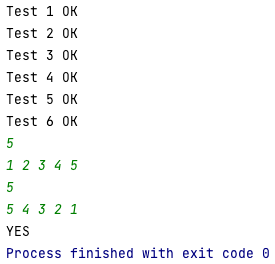 Test 1 OK
Test 2 OK
Test 3 OK
Test 4 OK
Test 5 OK
Test 6 OK
5
1 2 3 4 5
5
5 4 3 2 1
YES
Process finished with exit code 0